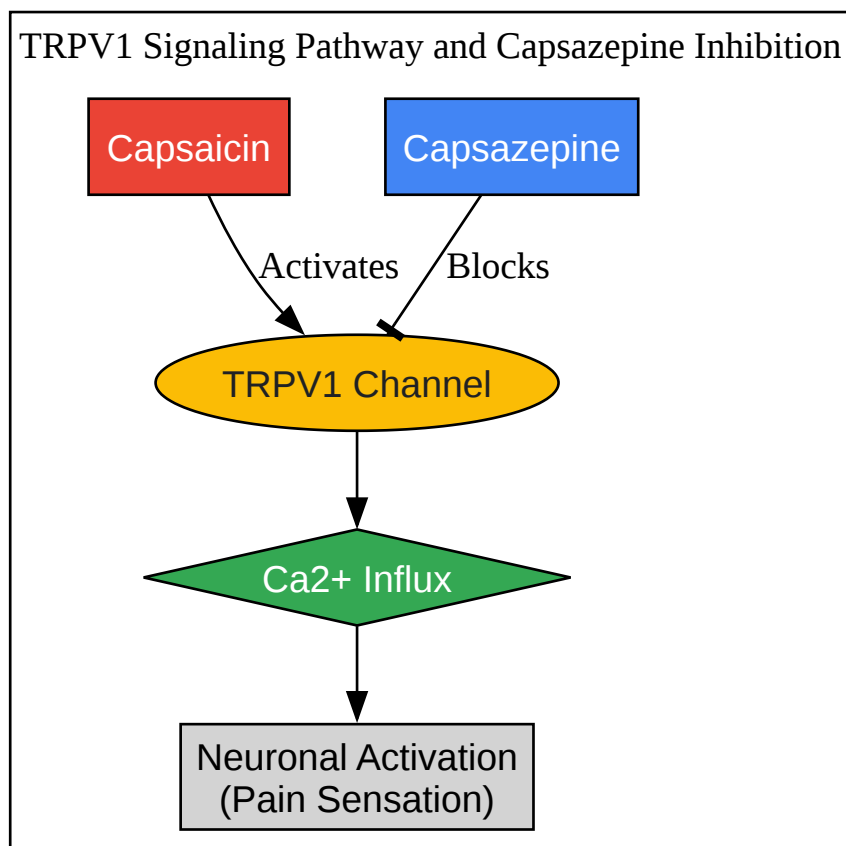 TRPV1 Signaling Pathway and Capsazepine Inhibition
Capsaicin
Capsazepine
Activates
Blocks
TRPV1 Channel
Ca2+ Influx
Neuronal Activation
(Pain Sensation)